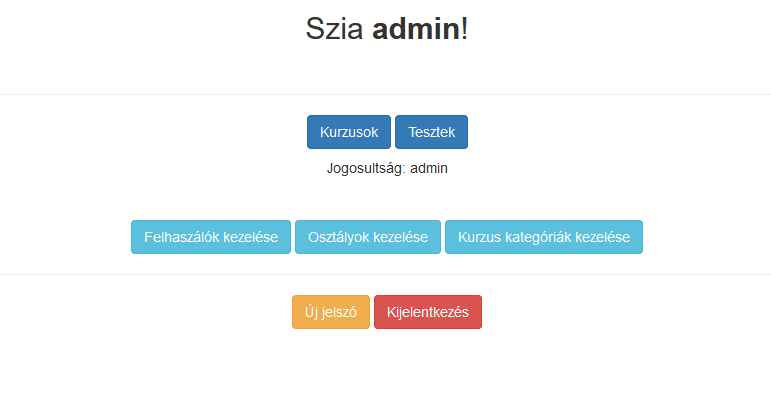 Szia admin!
Kurzusok Tesztek
Jogosultság: admin
Felhaszálók kezelése Osztályok kezelése Kurzus kategóriák kezelése
Új jelszó Kijelentkezés